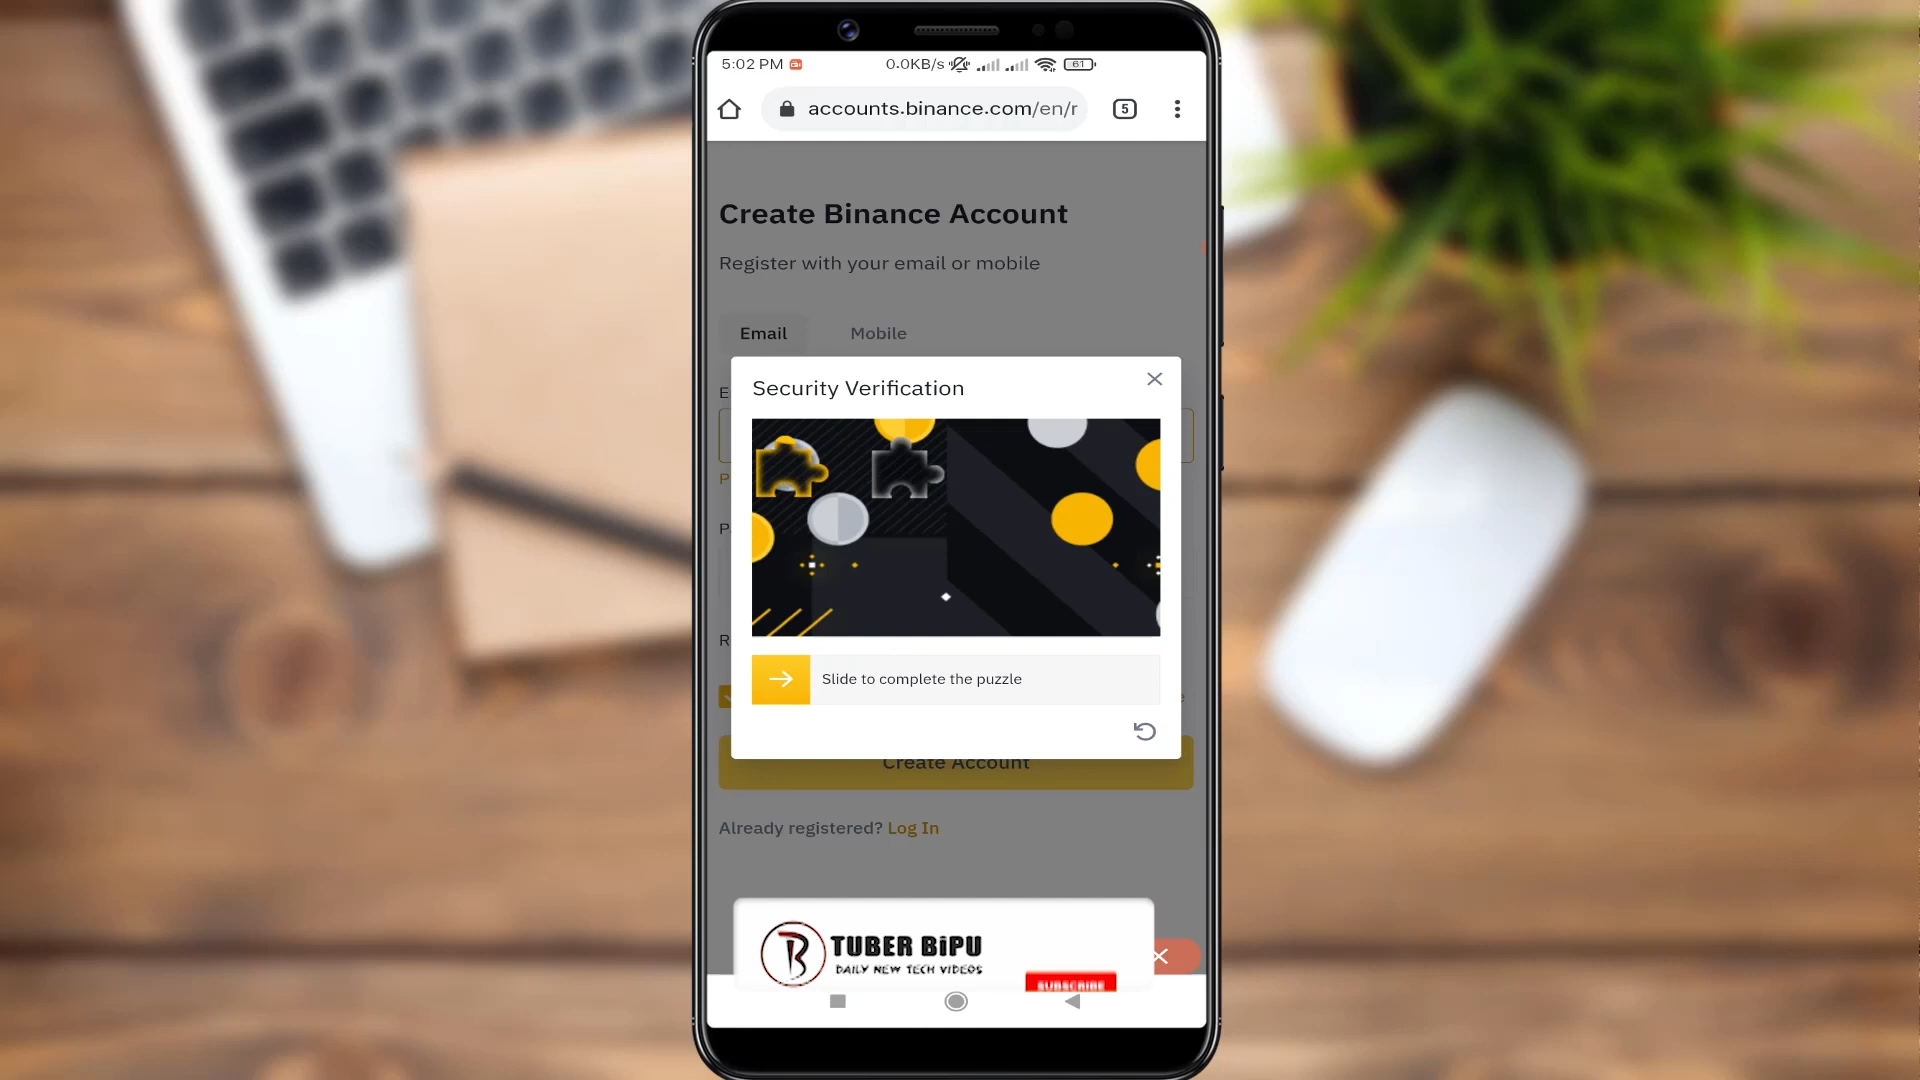 5:02 PM 0.0KB/s 61
accounts.binance.com/en/r 5
Create Binance Account
Register with your email or mobile
Email Mobile
E
Security Verification
P
P
R
Slide to complete the puzzle
e
Create Account
Already registered? Log In
TUBER BiPU
DAILY NEW TECH VIDEOS
SUBSCRIBE